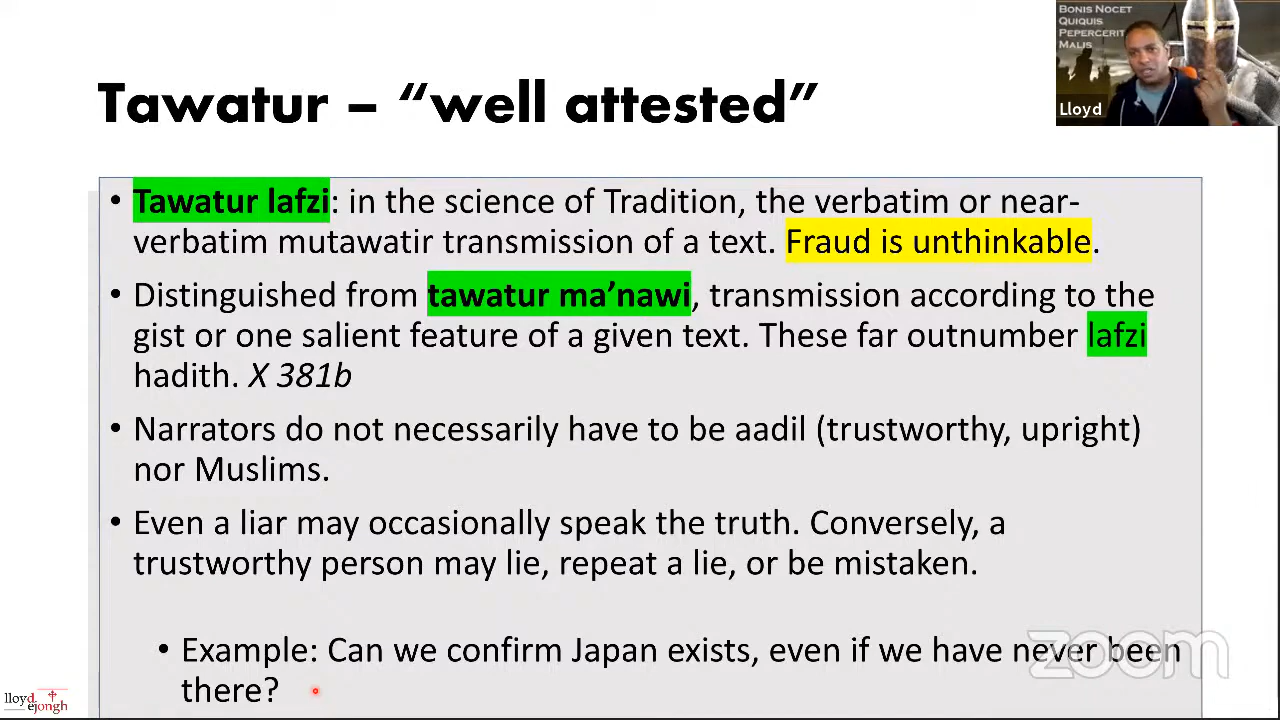 Tawatur – “well attested”
• Tawatur lafzi: in the science of Tradition, the verbatim or near-
verbatim mutawatir transmission of a text. Fraud is unthinkable.
• Distinguished from tawatur ma’nawi, transmission according to the
gist or one salient feature of a given text. These far outnumber lafzi
hadith. X 381b
• Narrators do not necessarily have to be aadil (trustworthy, upright)
nor Muslims.
• Even a liar may occasionally speak the truth. Conversely, a
trustworthy person may lie, repeat a lie, or be mistaken.
• Example: Can we confirm Japan exists, even if we have never been
there?
BONIS NOCET
QUIQUIS
PEPERCERIT
MALIS
Lloyd
zoom
lloyd
ejongh